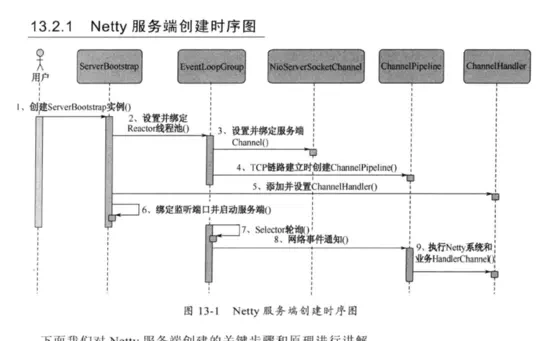 13.2.1 Netty 服务端创建时序图
用户
ServerBootstrap
EventLoopGroup
NioServerSocketChannel
ChannelPipeline
ChannelHandler
1、创建ServerBootstrap实例()
2、设置并绑定
Reactor线程池()
3、设置并绑定服务端
Channel()
4、TCP链路建立时创建ChannelPipeline()
5、添加并设置ChannelHandler()
6、绑定监听端口并启动服务端()
7、Selector轮询()
8、网络事件通知()
9、执行Netty系统和
业务HandlerChannel()
图 13-1 Netty 服务端创建时序图
下面我们对 Netty 服务端创建的关键步骤和原理进行讲解